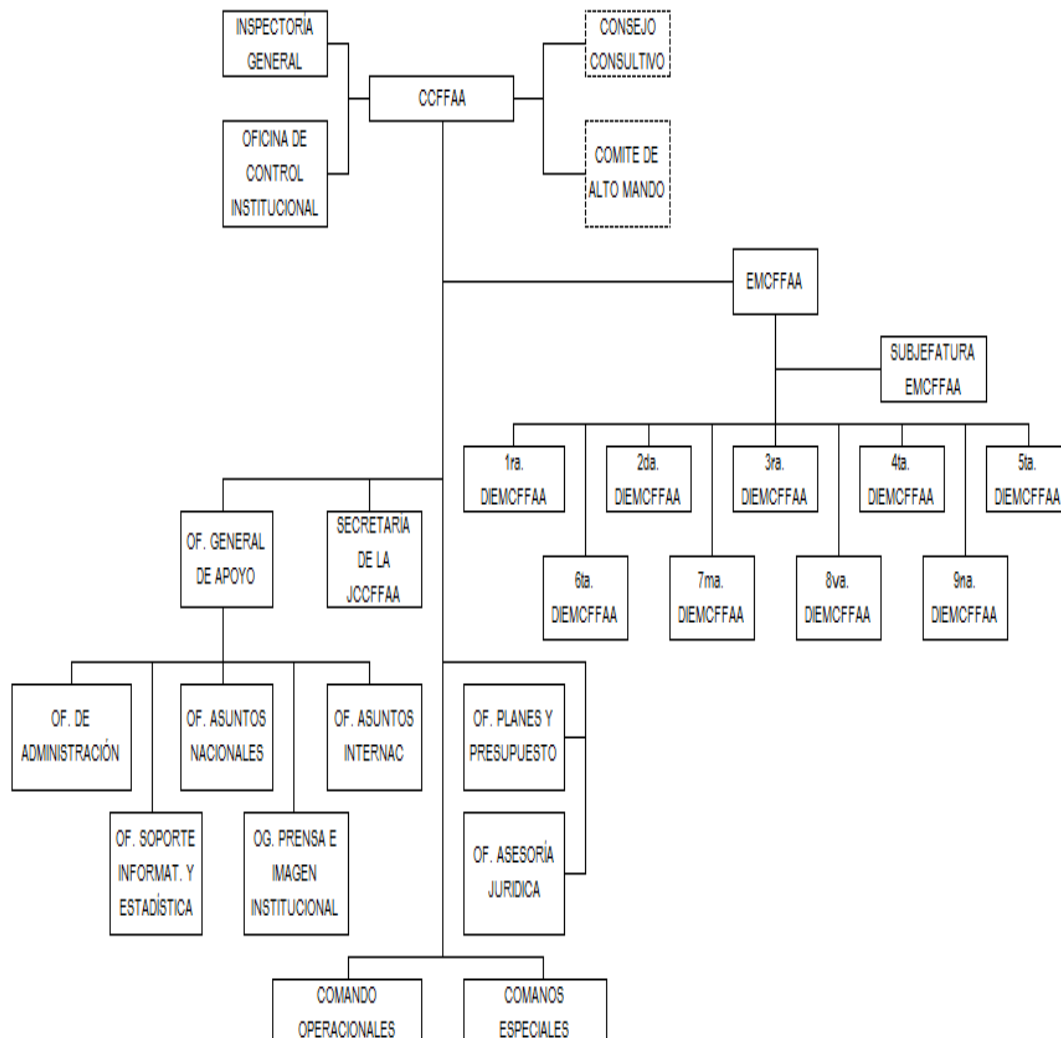 INSPECTORÍA
GENERAL
CONSEJO
CONSULTIVO
CCFFAA
OFICINA DE
CONTROL
INSTITUCIONAL
COMITE DE
ALTO MANDO
EMCFFAA
SUBJEFATURA
EMCFFAA
1ra.
DIEMCFFAA
2da.
DIEMCFFAA
3ra.
DIEMCFFAA
4ta.
DIEMCFFAA
5ta.
DIEMCFFAA
OF. GENERAL
DE APOYO
SECRETARÍA
DE LA
JCCFFAA
6ta.
DIEMCFFAA
7ma.
DIEMCFFAA
8va.
DIEMCFFAA
9na.
DIEMCFFAA
OF. DE
ADMINISTRACIÓN
OF. ASUNTOS
NACIONALES
OF. ASUNTOS
INTERNAC
OF. PLANES Y
PRESUPUESTO
OF. SOPORTE
INFORMAT. Y
ESTADÍSTICA
OG. PRENSA E
IMAGEN
INSTITUCIONAL
OF. ASESORÍA
JURIDICA
COMANDO
OPERACIONALES
COMANOS
ESPECIALES